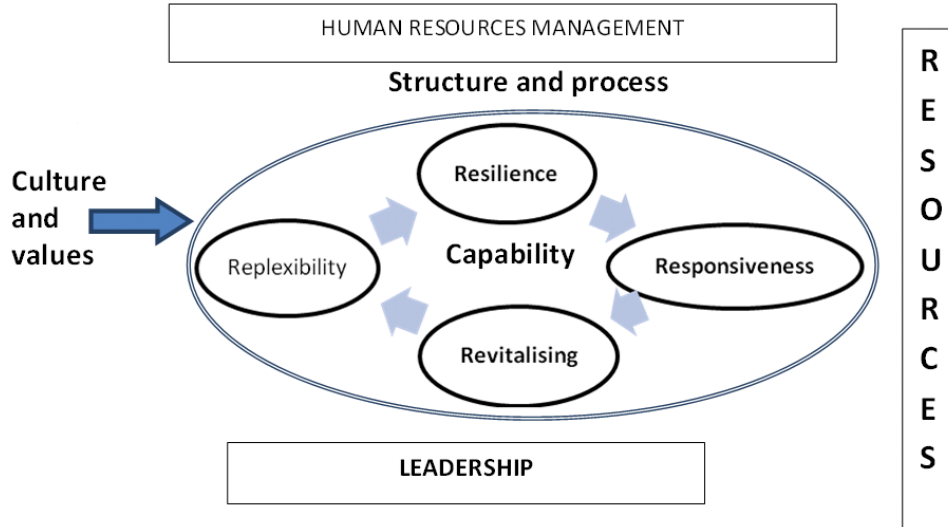 HUMAN RESOURCES MANAGEMENT
Structure and process
Culture
and
values
Resilience
Replexibility
Capability
Responsiveness
Revitalising
LEADERSHIP
R
E
S
O
U
R
C
E
S